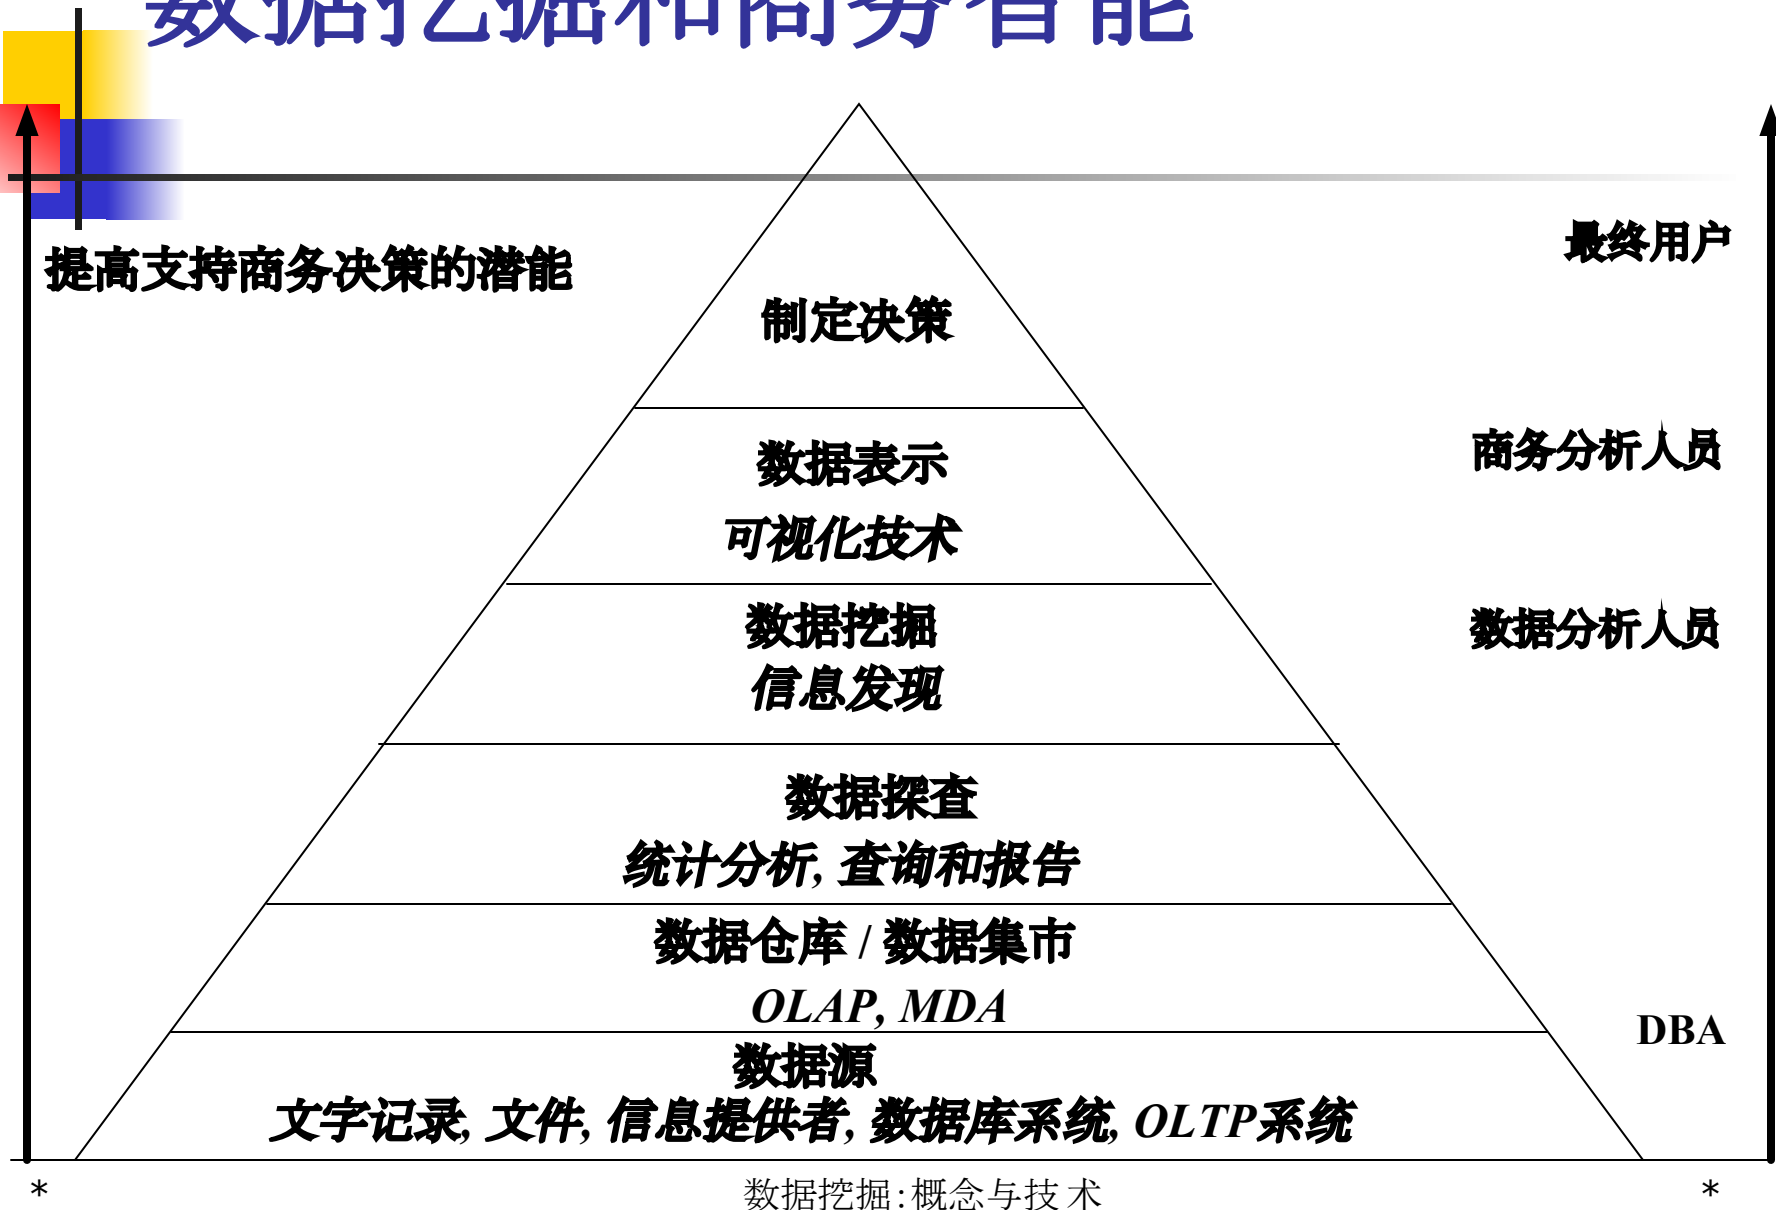 数据挖掘和商务智能
提高支持商务决策的潜能
最终用户
制定决策
数据表示
商务分析人员
可视化技术
数据挖掘
数据分析人员
信息发现
数据探查
统计分析, 查询和报告
数据仓库 / 数据集市
OLAP, MDA
DBA
数据源
文字记录, 文件, 信息提供者, 数据库系统, OLTP系统
*
数据挖掘:概念与技术
*